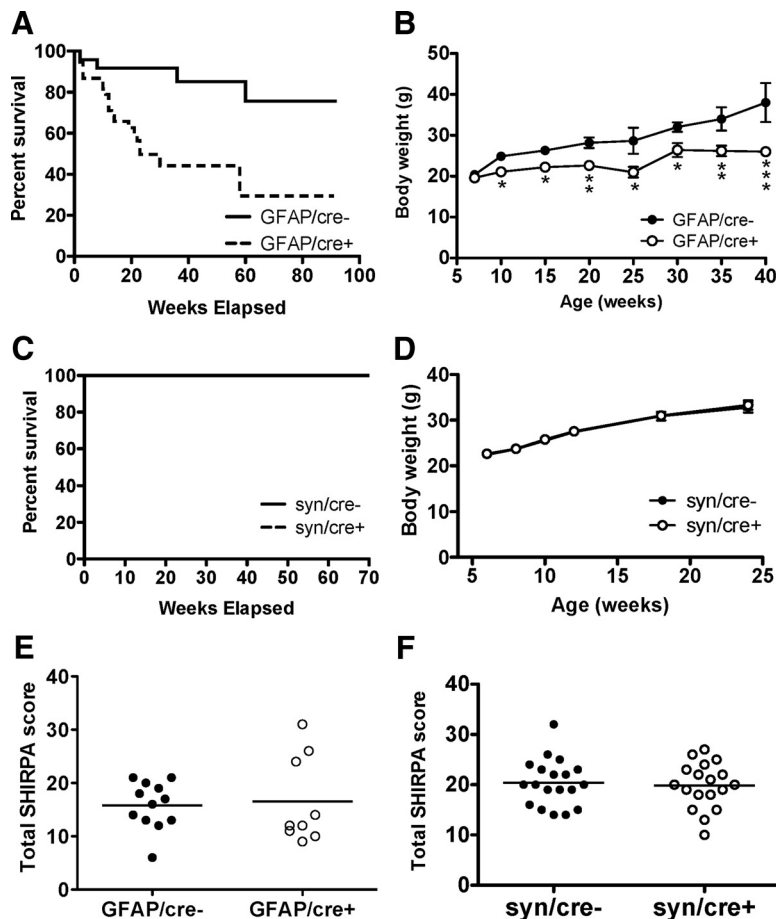 A
Percent survival
100
80
60
40
20
0
GFAP/cre-
GFAP/cre+
0 20 40 60 80 100
Weeks Elapsed
B
Body weight (g)
50
40
30
20
10
0
* * ** * * ** ***
GFAP/cre-
GFAP/cre+
5 10 15 20 25 30 35 40
Age (weeks)
C
Percent survival
100
80
60
40
20
0
syn/cre-
syn/cre+
0 10 20 30 40 50 60 70
Weeks Elapsed
D
Body weight (g)
40
30
20
10
0
syn/cre-
syn/cre+
5 10 15 20 25
Age (weeks)
E
Total SHIRPA score
40
30
20
10
0
GFAP/cre- GFAP/cre+
F
Total SHIRPA score
40
30
20
10
0
syn/cre- syn/cre+